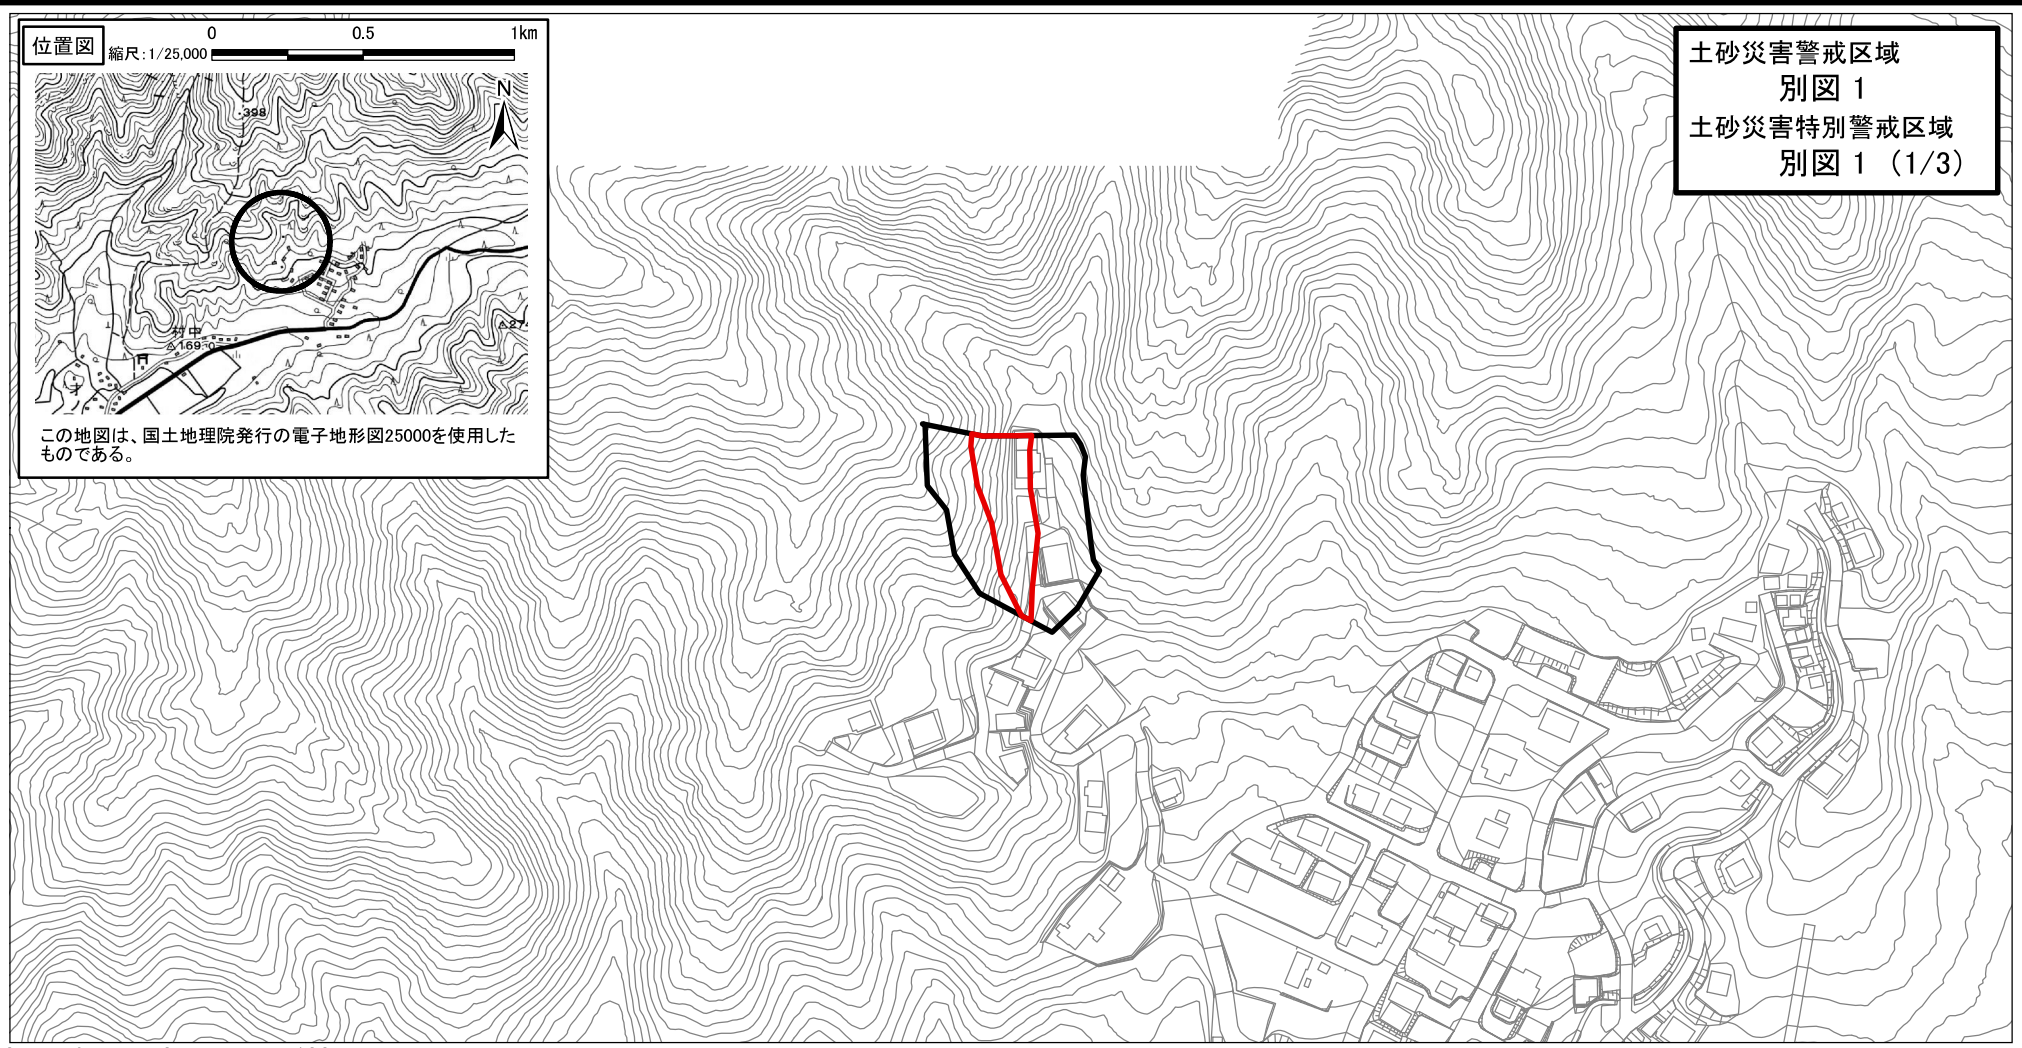 位置図
縮尺:1/25,000
0 0.5 1km
N
398
村中
169.0
274
この地図は、国土地理院発行の電子地形図25000を使用した
ものである。
土砂災害警戒区域
別図 1
土砂災害特別警戒区域
別図 1 (1/3)